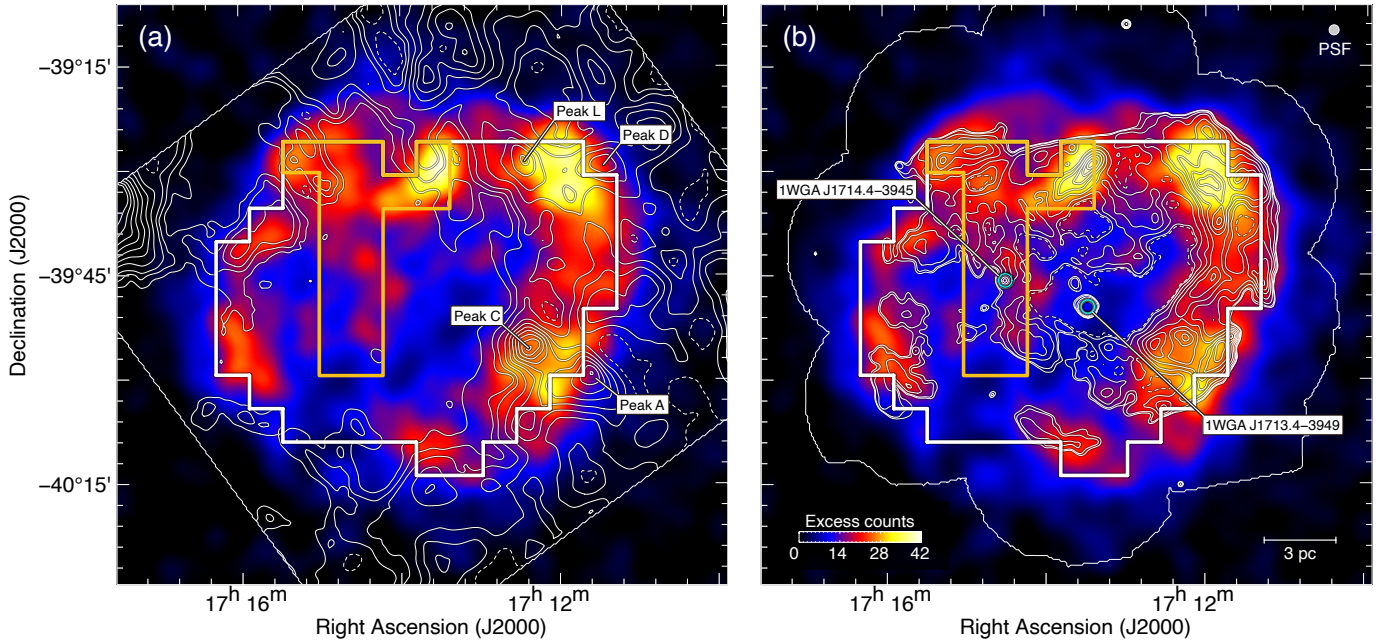 (a)
(b)
PSF
−39°15'
−39°45'
−40°15'
Declination (J2000)
Peak L
Peak D
Peak C
Peak A
1WGA J1714.4−3945
1WGA J1713.4−3949
Excess counts
0 14 28 42
3 pc
17h 16m 17h 12m
17h 16m 17h 12m
Right Ascension (J2000)
Right Ascension (J2000)